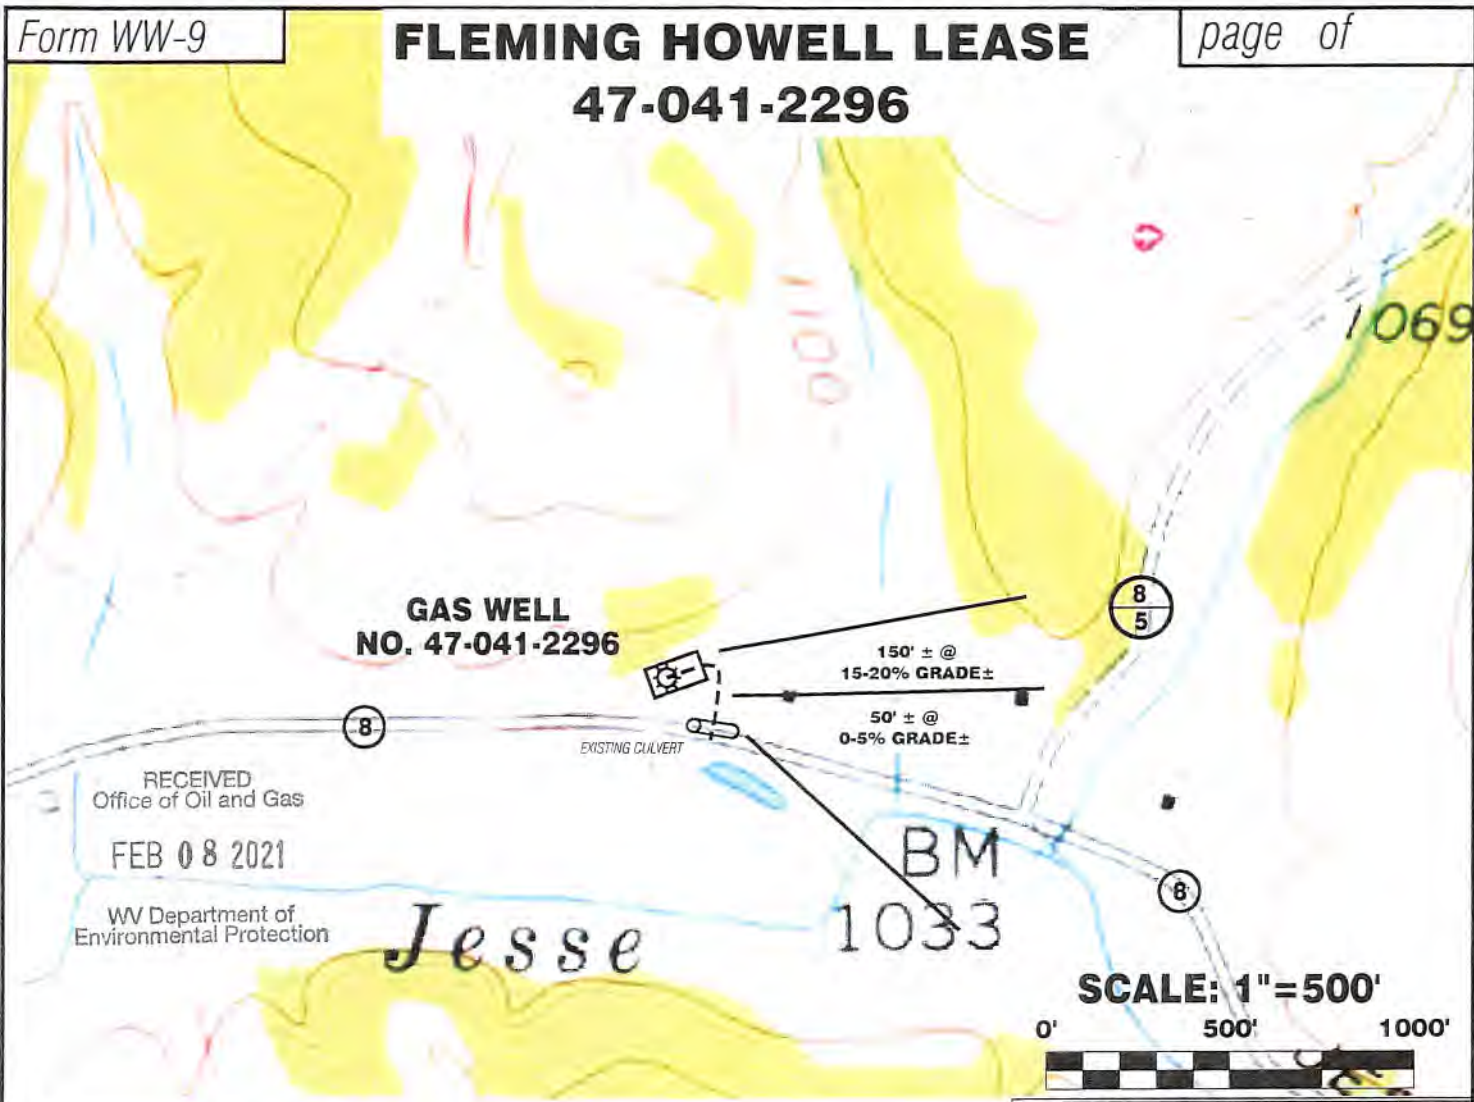 Form WW-9
FLEMING HOWELL LEASE
page of
47-041-2296
1069
1100
GAS WELL
NO. 47-041-2296
8
5
150' ± @
15-20% GRADE±
50' ± @
0-5% GRADE±
8
EXISTING CULVERT
RECEIVED
Office of Oil and Gas
FEB 08 2021
WV Department of
Environmental Protection
BM
1033
8
Jesse
SCALE: 1"=500'
0' 500' 1000'